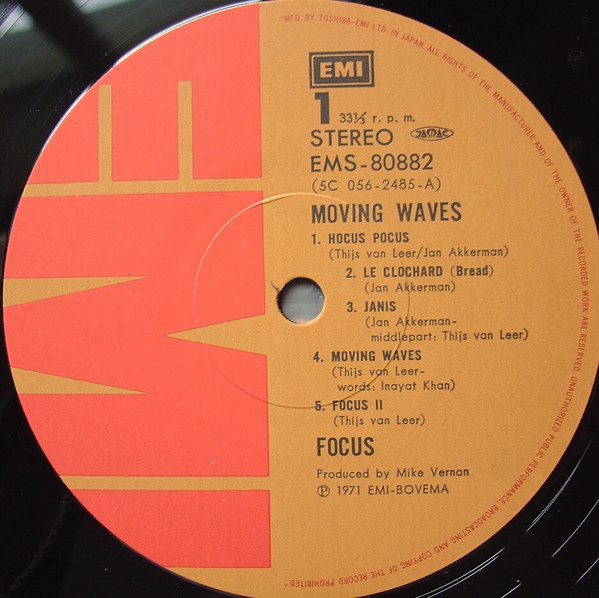 "MFD. BY TOSHIBA-EMI LTD. IN JAPAN. ALL RIGHTS OF THE MANUFACTURER AND OF THE OWNER OF THE RECORDED WORK ARE RESERVED. UNAUTHORIZED PUBLIC PERFORMANCE, BROADCASTING AND COPYING OF THE RECORD PROHIBITED"
EMI
EMI
1 33⅓ r. p. m.
STEREO JASRAC
EMS-80882
(5C 056-2485-A)
MOVING WAVES
1. HOCUS POCUS
(Thijs van Leer/Jan Akkerman)
2. LE CLOCHARD (Bread)
(Jan Akkerman)
3. JANIS
(Jan Akkerman-
middlepart: Thijs van Leer)
4. MOVING WAVES
(Thijs van Leer-
words: Inayat Khan)
5. FOCUS II
(Thijs van Leer)
FOCUS
Produced by Mike Vernon
Ⓟ 1971 EMI-BOVEMA